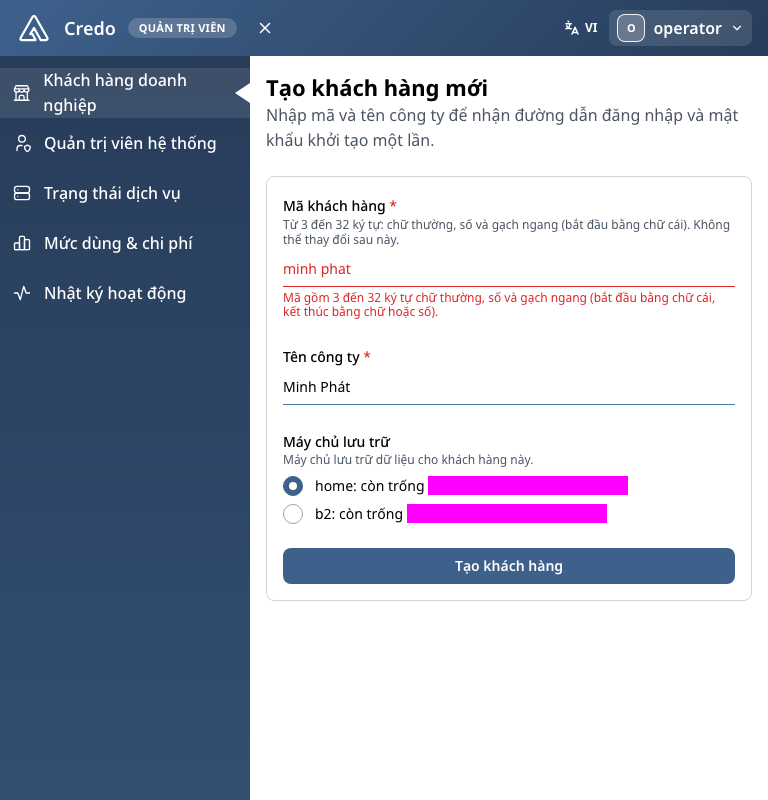 Credo
QUẢN TRỊ VIÊN
VI
O
operator
Khách hàng doanh
nghiệp
Quản trị viên hệ thống
Trạng thái dịch vụ
Mức dùng & chi phí
Nhật ký hoạt động
Tạo khách hàng mới
Nhập mã và tên công ty để nhận đường dẫn đăng nhập và mật
khẩu khởi tạo một lần.
Mã khách hàng *
Từ 3 đến 32 ký tự: chữ thường, số và gạch ngang (bắt đầu bằng chữ cái). Không
thể thay đổi sau này.
minh phat
Mã gồm 3 đến 32 ký tự chữ thường, số và gạch ngang (bắt đầu bằng chữ cái,
kết thúc bằng chữ hoặc số).
Tên công ty *
Minh Phát
Máy chủ lưu trữ
Máy chủ lưu trữ dữ liệu cho khách hàng này.
home: còn trống
b2: còn trống
Tạo khách hàng